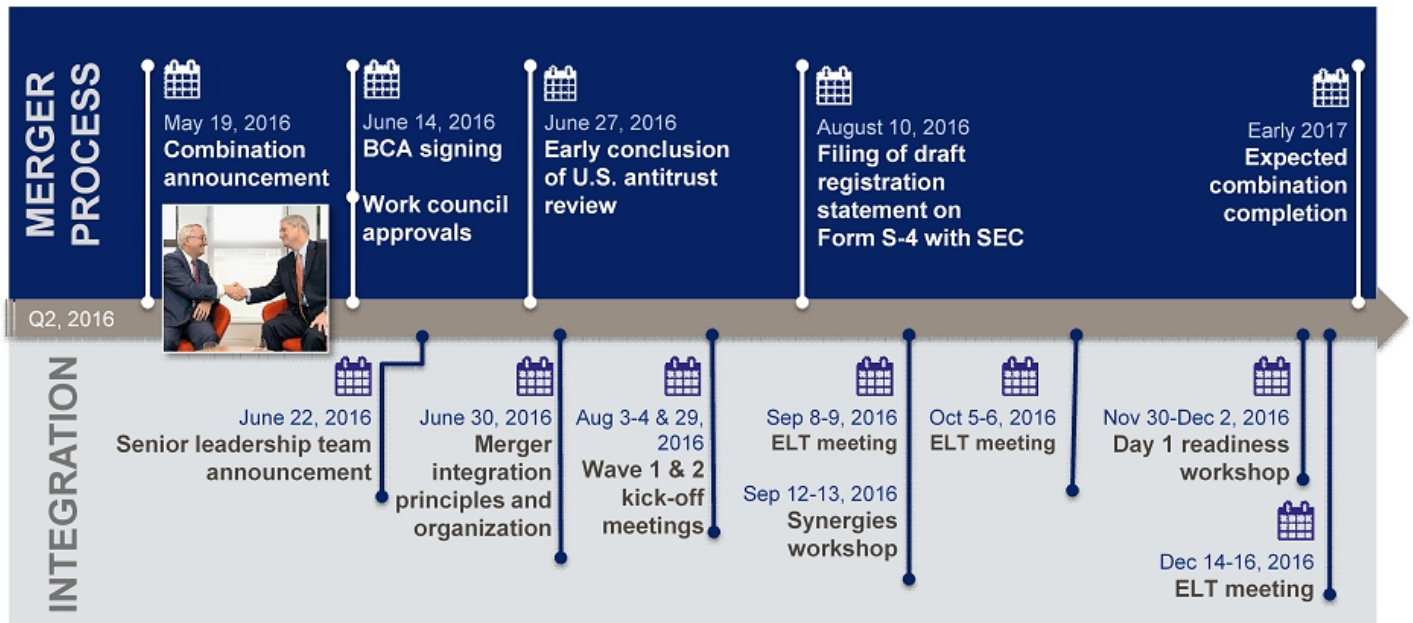 MERGER
PROCESS
May 19, 2016
Combination
announcement
June 14, 2016
BCA signing
Work council
approvals
June 27, 2016
Early conclusion
of U.S. antitrust
review
August 10, 2016
Filing of draft
registration
statement on
Form S-4 with SEC
Early 2017
Expected
combination
completion
Q2, 2016
INTEGRATION
June 22, 2016
Senior leadership team
announcement
June 30, 2016
Merger
integration
principles and
organization
Aug 3-4 & 29,
2016
Wave 1 & 2
kick-off
meetings
Sep 8-9, 2016
ELT meeting
Sep 12-13, 2016
Synergies
workshop
Oct 5-6, 2016
ELT meeting
Nov 30-Dec 2, 2016
Day 1 readiness
workshop
Dec 14-16, 2016
ELT meeting